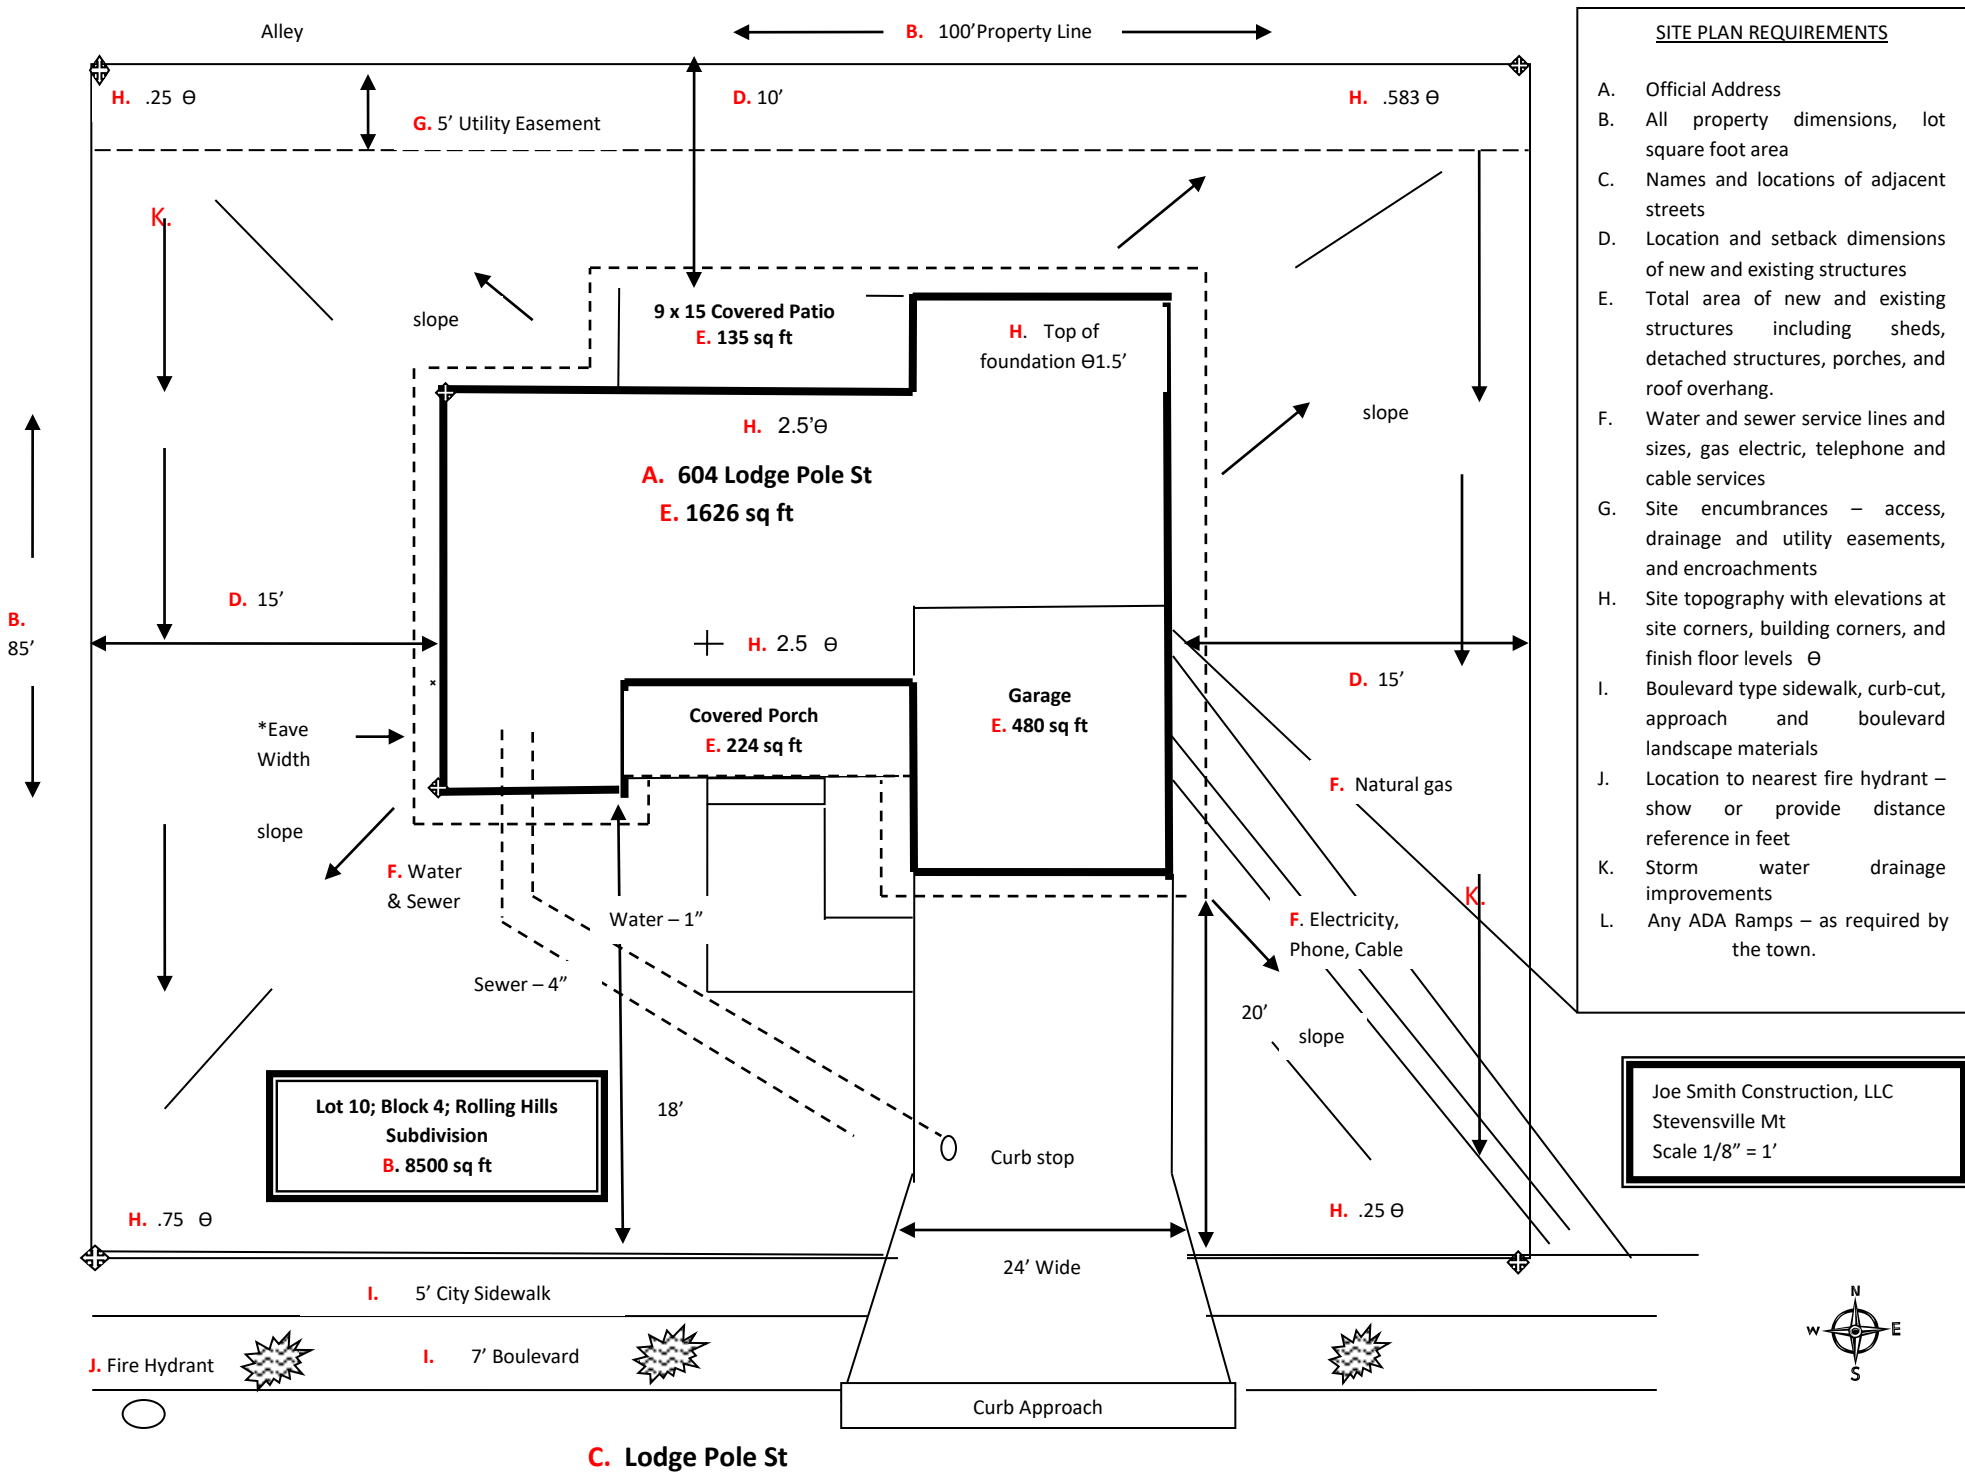 Alley
B. 100'Property Line
H. .25 Ѳ
D. 10'
H. .583 Ѳ
G. 5' Utility Easement
K.
slope
9 x 15 Covered Patio
E. 135 sq ft
H. Top of
foundation Ѳ1.5'
slope
H. 2.5'Ѳ
A. 604 Lodge Pole St
E. 1626 sq ft
D. 15'
B.
85'
H. 2.5 Ѳ
D. 15'
Garage
E. 480 sq ft
Covered Porch
E. 224 sq ft
*Eave
Width
F. Natural gas
slope
F. Water
& Sewer
Water – 1”
K.
F. Electricity,
Phone, Cable
Sewer – 4”
20'
slope
Lot 10; Block 4; Rolling Hills
Subdivision
B. 8500 sq ft
18'
Curb stop
H. .75 Ѳ
H. .25 Ѳ
24' Wide
I. 5' City Sidewalk
I. 7' Boulevard
J. Fire Hydrant
Curb Approach
C. Lodge Pole St
SITE PLAN REQUIREMENTS
A. Official Address
B. All property dimensions, lot
square foot area
C. Names and locations of adjacent
streets
D. Location and setback dimensions
of new and existing structures
E. Total area of new and existing
structures including sheds,
detached structures, porches, and
roof overhang.
F. Water and sewer service lines and
sizes, gas electric, telephone and
cable services
G. Site encumbrances – access,
drainage and utility easements,
and encroachments
H. Site topography with elevations at
site corners, building corners, and
finish floor levels Ѳ
I. Boulevard type sidewalk, curb-cut,
approach and boulevard
landscape materials
J. Location to nearest fire hydrant –
show or provide distance
reference in feet
K. Storm water drainage
improvements
L. Any ADA Ramps – as required by
the town.
Joe Smith Construction, LLC
Stevensville Mt
Scale 1/8” = 1'
N
W E
S